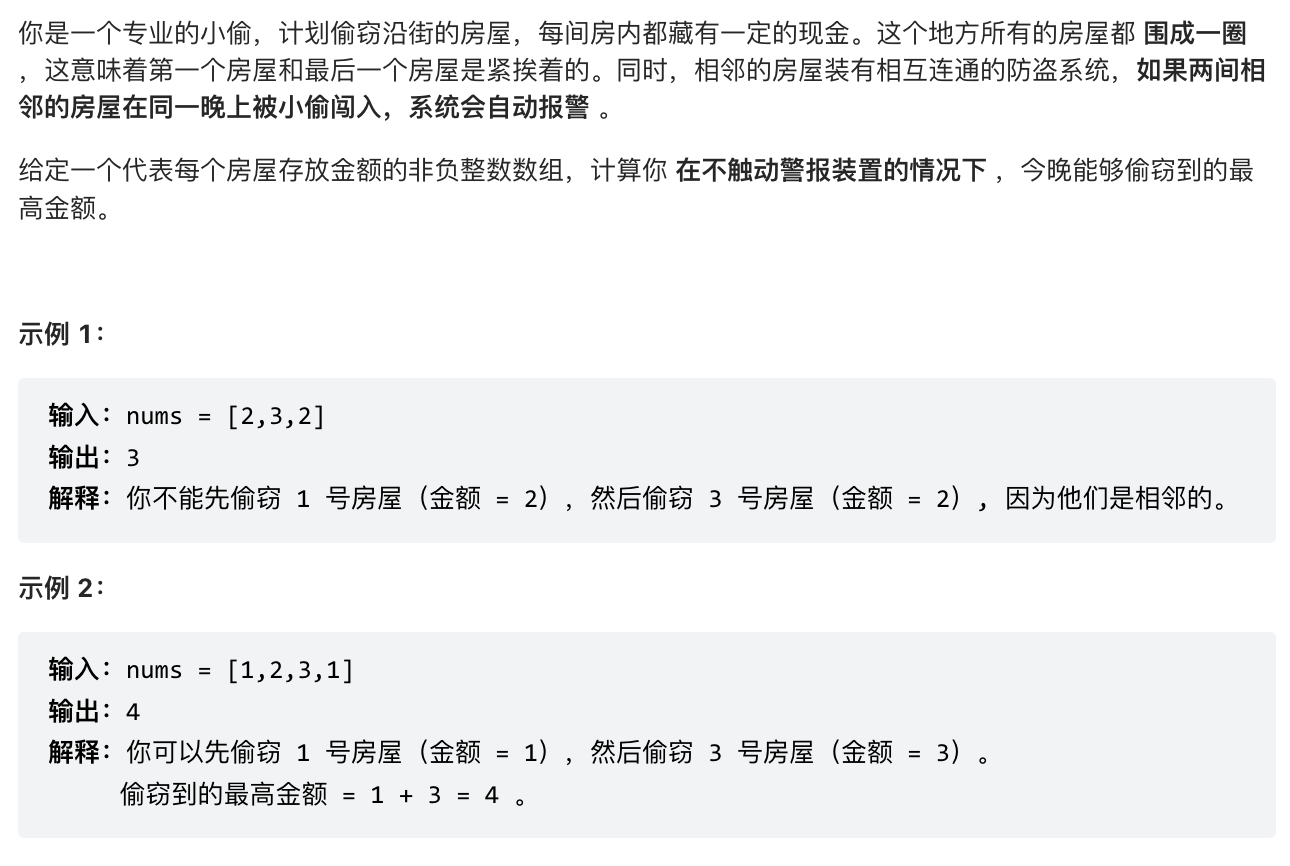 你是一个专业的小偷，计划偷窃沿街的房屋，每间房内都藏有一定的现金。这个地方所有的房屋都 围成一圈
，这意味着第一个房屋和最后一个房屋是紧挨着的。同时，相邻的房屋装有相互连通的防盗系统，如果两间相
邻的房屋在同一晚上被小偷闯入，系统会自动报警 。
给定一个代表每个房屋存放金额的非负整数数组，计算你 在不触动警报装置的情况下 ，今晚能够偷窃到的最
高金额。
示例 1：
输入：nums = [2,3,2]
输出：3
解释：你不能先偷窃 1 号房屋（金额 = 2），然后偷窃 3 号房屋（金额 = 2）, 因为他们是相邻的。
示例 2：
输入：nums = [1,2,3,1]
输出：4
解释：你可以先偷窃 1 号房屋（金额 = 1），然后偷窃 3 号房屋（金额 = 3）。
偷窃到的最高金额 = 1 + 3 = 4 。